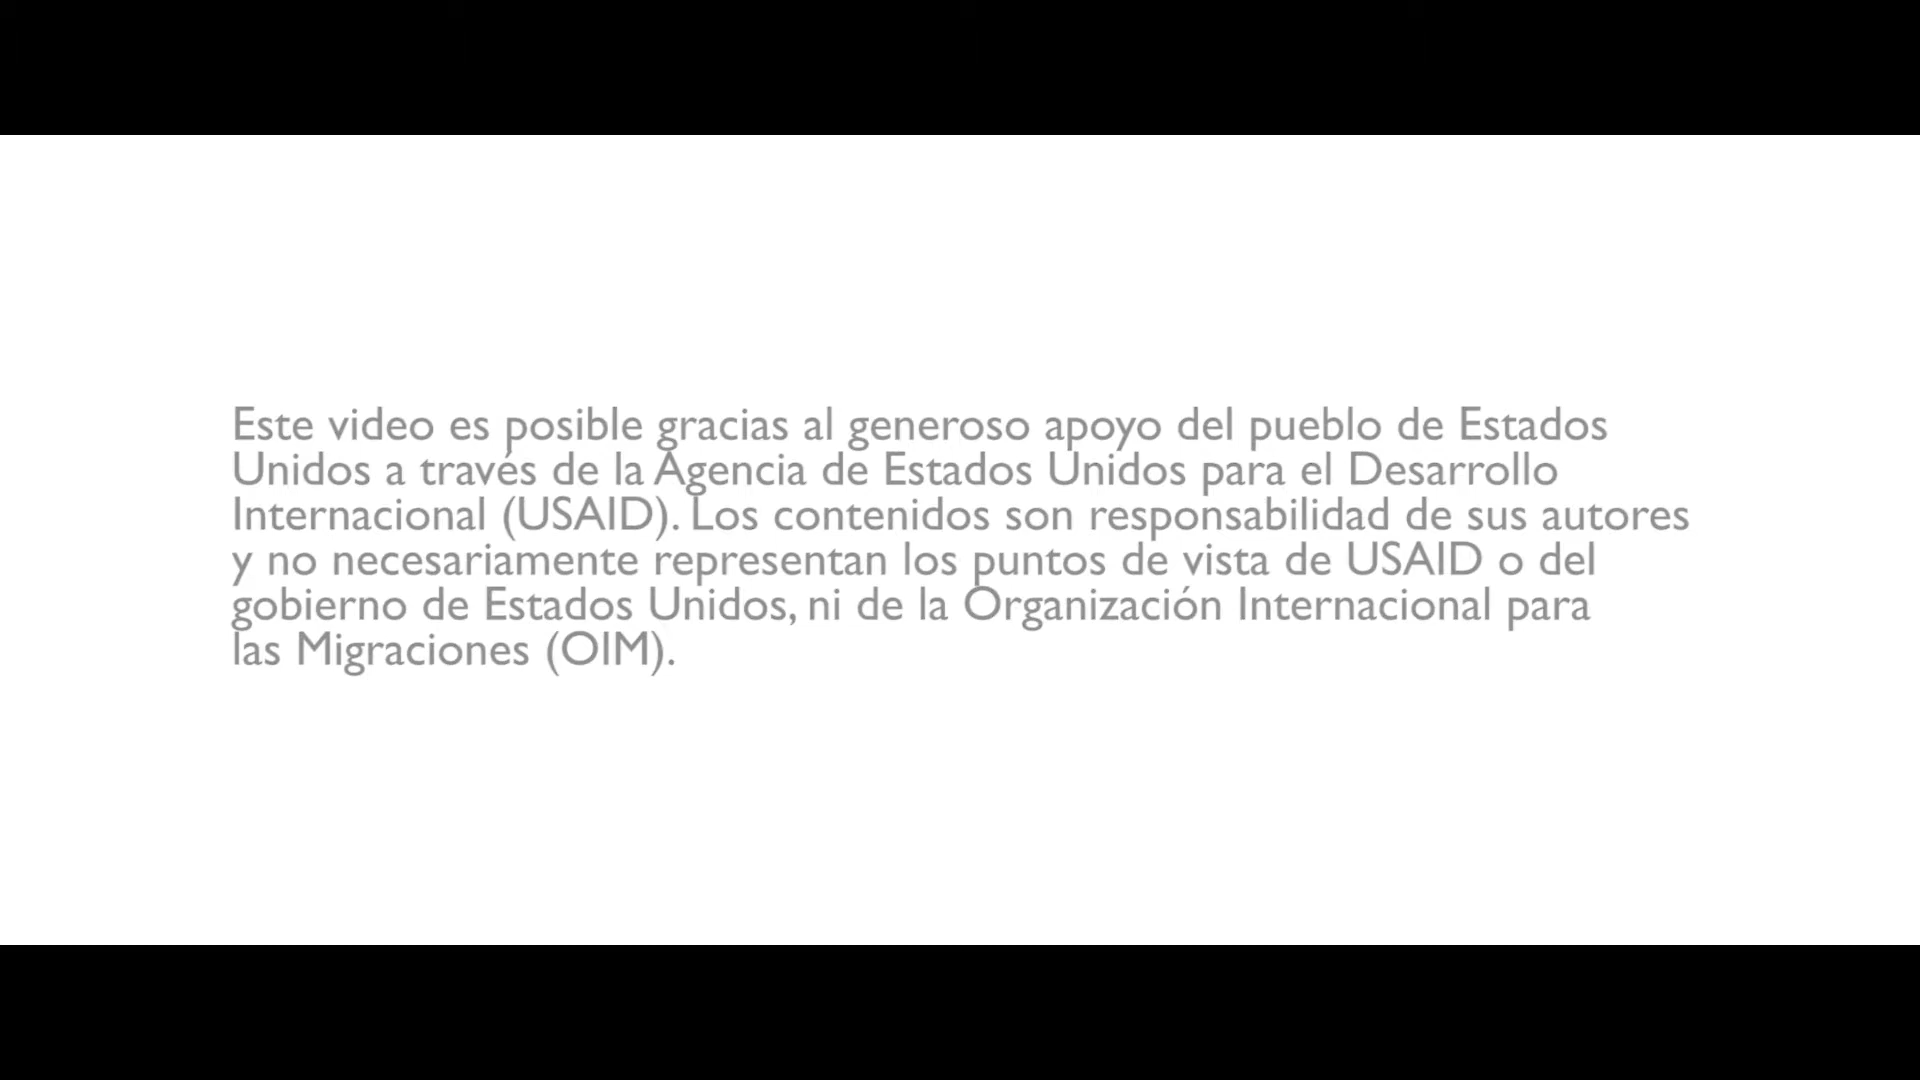 Este video es posible gracias al generoso apoyo del pueblo de Estados
Unidos a través de la Agencia de Estados Unidos para el Desarrollo
Internacional (USAID). Los contenidos son responsabilidad de sus autores
y no necesariamente representan los puntos de vista de USAID o del
gobierno de Estados Unidos, ni de la Organización Internacional para
las Migraciones (OIM).